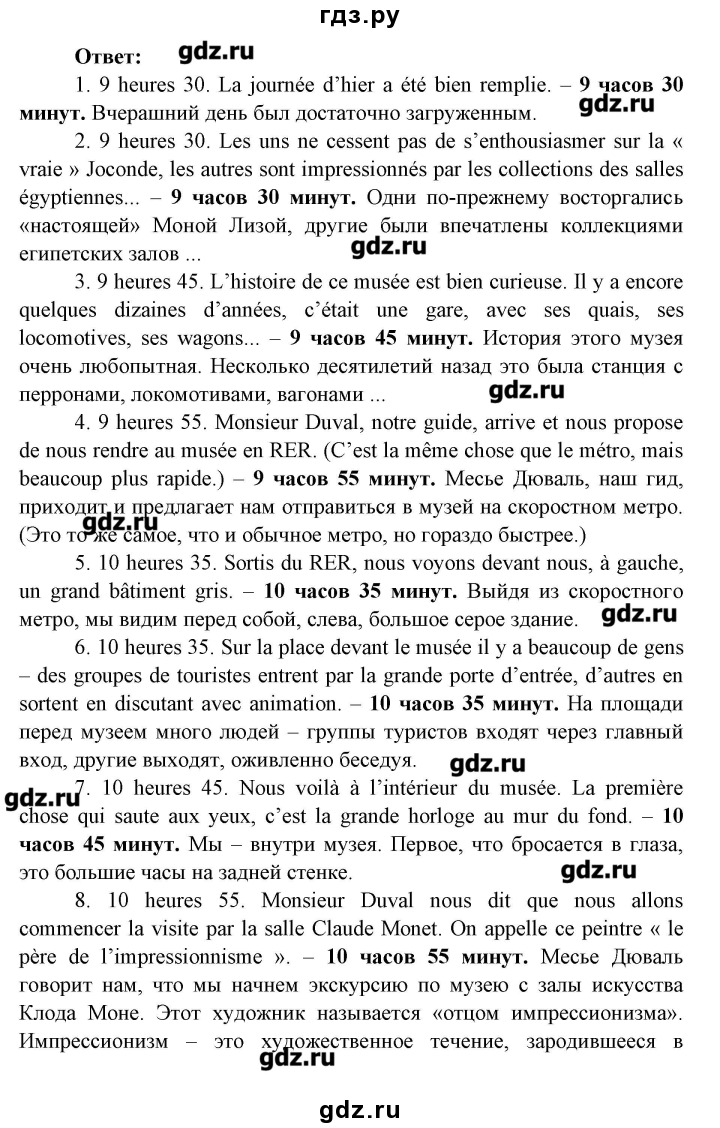 гдз.ру
Ответ:
gdz.ru
1. 9 heures 30. La journée d’hier a été bien remplie. – 9 часов 30
gdz.ru
минут. Вчерашний день был достаточно загруженным.
2. 9 heures 30. Les uns ne cessent pas de s’enthousiasmer sur la «
vraie » Joconde, les autres sont impressionnés par les collections des salles
égyptiennes... – 9 часов 30 минут. Одни по-прежнему восторгались
«настоящей» Моной Лизой, другие были впечатлены коллекциями
gdz.ru
египетских залов ...
3. 9 heures 45. L’histoire de ce musée est bien curieuse. Il y a encore
quelques dizaines d’années, c’était une gare, avec ses quais, ses
locomotives, ses wagons... – 9 часов 45 минут. История этого музея
очень любопытная. Несколько десятилетий назад это была станция с
перронами, локомотивами, вагонами ...
gdz.ru
4. 9 heures 55. Monsieur Duval, notre guide, arrive et nous propose
de nous rendre au musée en RER. (C’est la même chose que le métro, mais
beaucoup plus rapide.) – 9 часов 55 минут. Месье Дюваль, наш гид,
приходит и предлагает нам отправиться в музей на скоростном метро.
gdz.ru
(Это то же самое, что и обычное метро, но гораздо быстрее.)
5. 10 heures 35. Sortis du RER, nous voyons devant nous, à gauche,
un grand bâtiment gris. – 10 часов 35 минут. Выйдя из скоростного
метро, мы видим перед собой, слева, большое серое здание.
gdz.ru
6. 10 heures 35. Sur la place devant le musée il y a beaucoup de gens
– des groupes de touristes entrent par la grande porte d’entrée, d’autres en
sortent en discutant avec animation. – 10 часов 35 минут. На площади
перед музеем много людей – группы туристов входят через главный
вход, другие выходят, оживленно беседуя.
gdz.ru
7. 10 heures 45. Nous voilà à l’intérieur du musée. La première
gdz.ru
chose qui saute aux yeux, c’est la grande horloge au mur du fond. – 10
часов 45 минут. Мы – внутри музея. Первое, что бросается в глаза,
это большие часы на задней стенке.
gdz.ru
8. 10 heures 55. Monsieur Duval nous dit que nous allons
commencer la visite par la salle Claude Monet. On appelle ce peintre « le
père de l’impressionnisme ». – 10 часов 55 минут. Месье Дюваль
говорит нам, что мы начнем экскурсию по музею с залы искусства
Клода Моне. Этот художник называется «отцом импрессионизма».
Импрессионизм – это художественное течение, зародившееся в
gdz.ru
gdz.ru